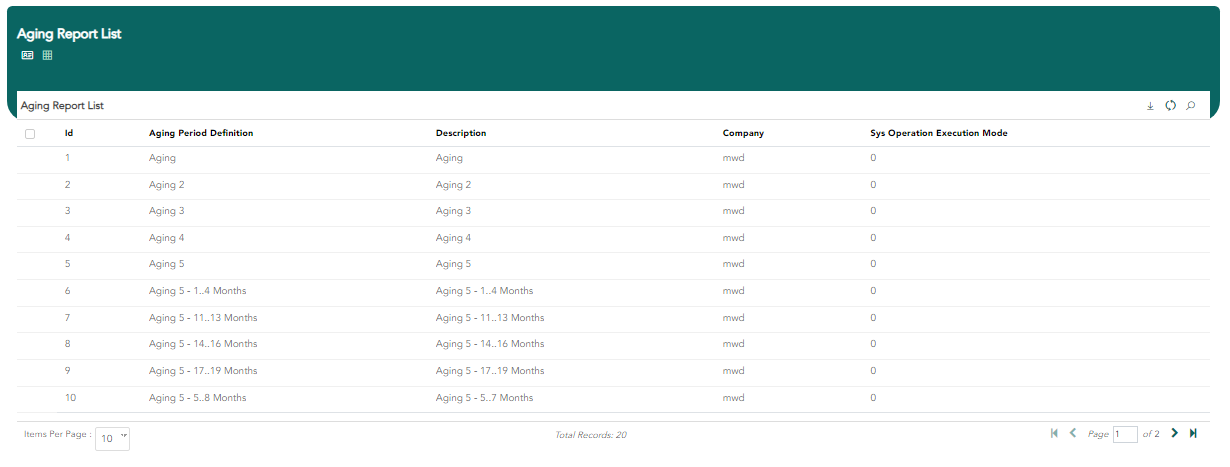 Aging Report List
Aging Report List
Id Aging Period Definition Description Company Sys Operation Execution Mode
1 Aging Aging mwd 0
2 Aging 2 Aging 2 mwd 0
3 Aging 3 Aging 3 mwd 0
4 Aging 4 Aging 4 mwd 0
5 Aging 5 Aging 5 mwd 0
6 Aging 5 - 1..4 Months Aging 5 - 1..4 Months mwd 0
7 Aging 5 - 11..13 Months Aging 5 - 11..13 Months mwd 0
8 Aging 5 - 14..16 Months Aging 5 - 14..16 Months mwd 0
9 Aging 5 - 17..19 Months Aging 5 - 17..19 Months mwd 0
10 Aging 5 - 5..8 Months Aging 5 - 5..7 Months mwd 0
Items Per Page : 10 Total Records: 20 Page 1 of 2